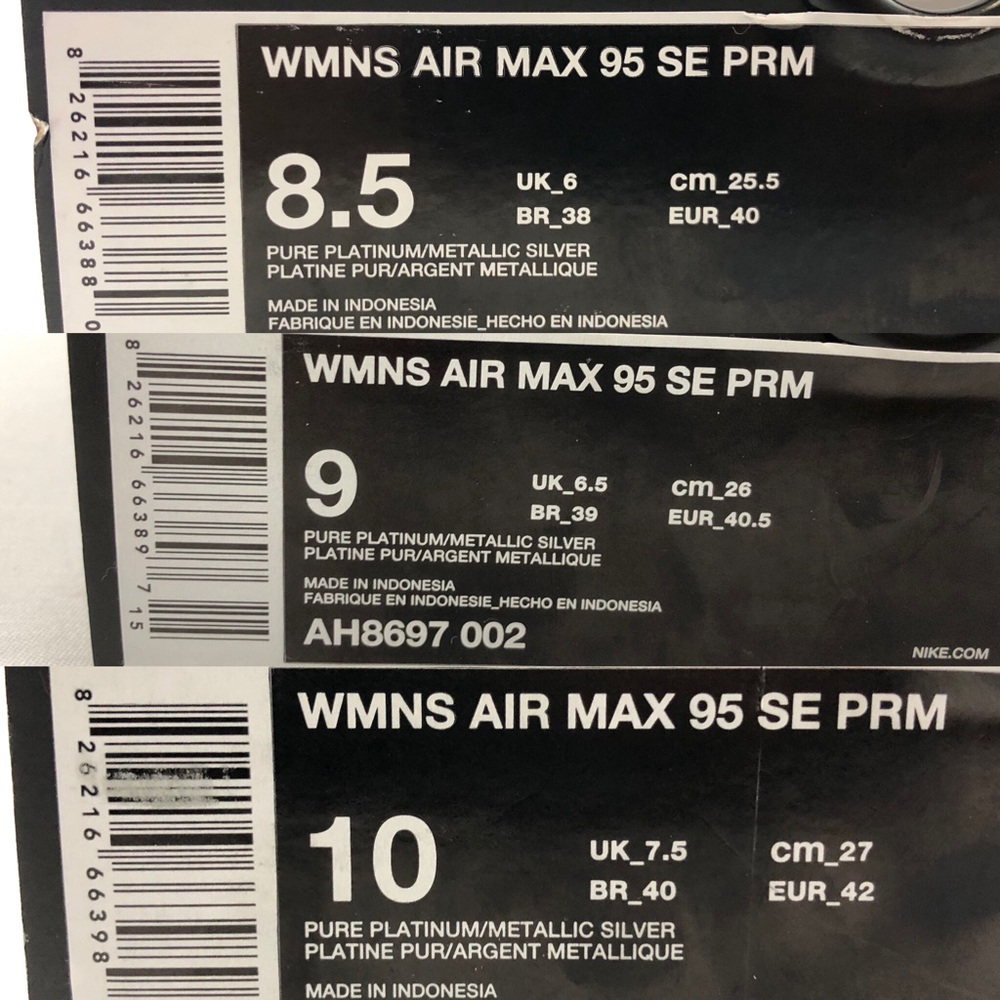 WMNS AIR MAX 95 SE PRM
8.5
UK_6 cm_25.5
BR_38 EUR_40
PURE PLATINUM/METALLIC SILVER
PLATINE PUR/ARGENT METALLIQUE
MADE IN INDONESIA
FABRIQUE EN INDONESIE_HECHO EN INDONESIA
8 26216 66388 0
WMNS AIR MAX 95 SE PRM
9
UK_6.5 cm_26
BR_39 EUR_40.5
PURE PLATINUM/METALLIC SILVER
PLATINE PUR/ARGENT METALLIQUE
MADE IN INDONESIA
FABRIQUE EN INDONESIE_HECHO EN INDONESIA
AH8697 002
NIKE.COM
8 26216 66389 7 15
WMNS AIR MAX 95 SE PRM
10
UK_7.5 cm_27
BR_40 EUR_42
PURE PLATINUM/METALLIC SILVER
PLATINE PUR/ARGENT METALLIQUE
MADE IN INDONESIA
8 26216 66398